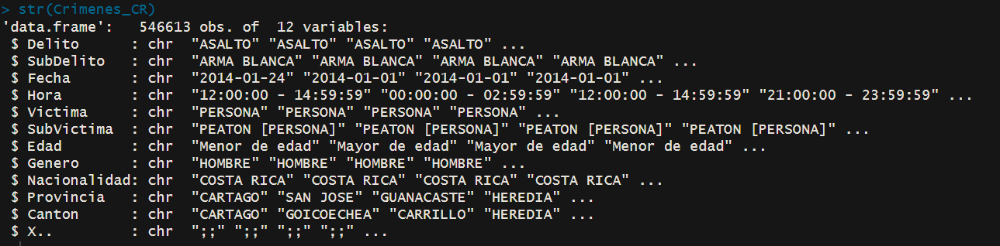 > str(Crimenes_CR)
'data.frame':   546613 obs. of  12 variables:
 $ Delito      : chr  "ASALTO" "ASALTO" "ASALTO" "ASALTO" ...
 $ SubDelito   : chr  "ARMA BLANCA" "ARMA BLANCA" "ARMA BLANCA" "ARMA BLANCA" ...
 $ Fecha       : chr  "2014-01-24" "2014-01-01" "2014-01-01" "2014-01-01" ...
 $ Hora        : chr  "12:00:00 - 14:59:59" "00:00:00 - 02:59:59" "12:00:00 - 14:59:59" "21:00:00 - 23:59:59" ...
 $ Victima     : chr  "PERSONA" "PERSONA" "PERSONA" "PERSONA" ...
 $ SubVictima  : chr  "PEATON [PERSONA]" "PEATON [PERSONA]" "PEATON [PERSONA]" "PEATON [PERSONA]" ...
 $ Edad        : chr  "Menor de edad" "Mayor de edad" "Mayor de edad" "Menor de edad" ...
 $ Genero      : chr  "HOMBRE" "HOMBRE" "HOMBRE" "HOMBRE" ...
 $ Nacionalidad: chr  "COSTA RICA" "COSTA RICA" "COSTA RICA" "COSTA RICA" ...
 $ Provincia   : chr  "CARTAGO" "SAN JOSE" "GUANACASTE" "HEREDIA" ...
 $ Canton      : chr  "CARTAGO" "GOICOECHEA" "CARRILLO" "HEREDIA" ...
 $ X..         : chr  ";;" ";;" ";;" ";;" ...